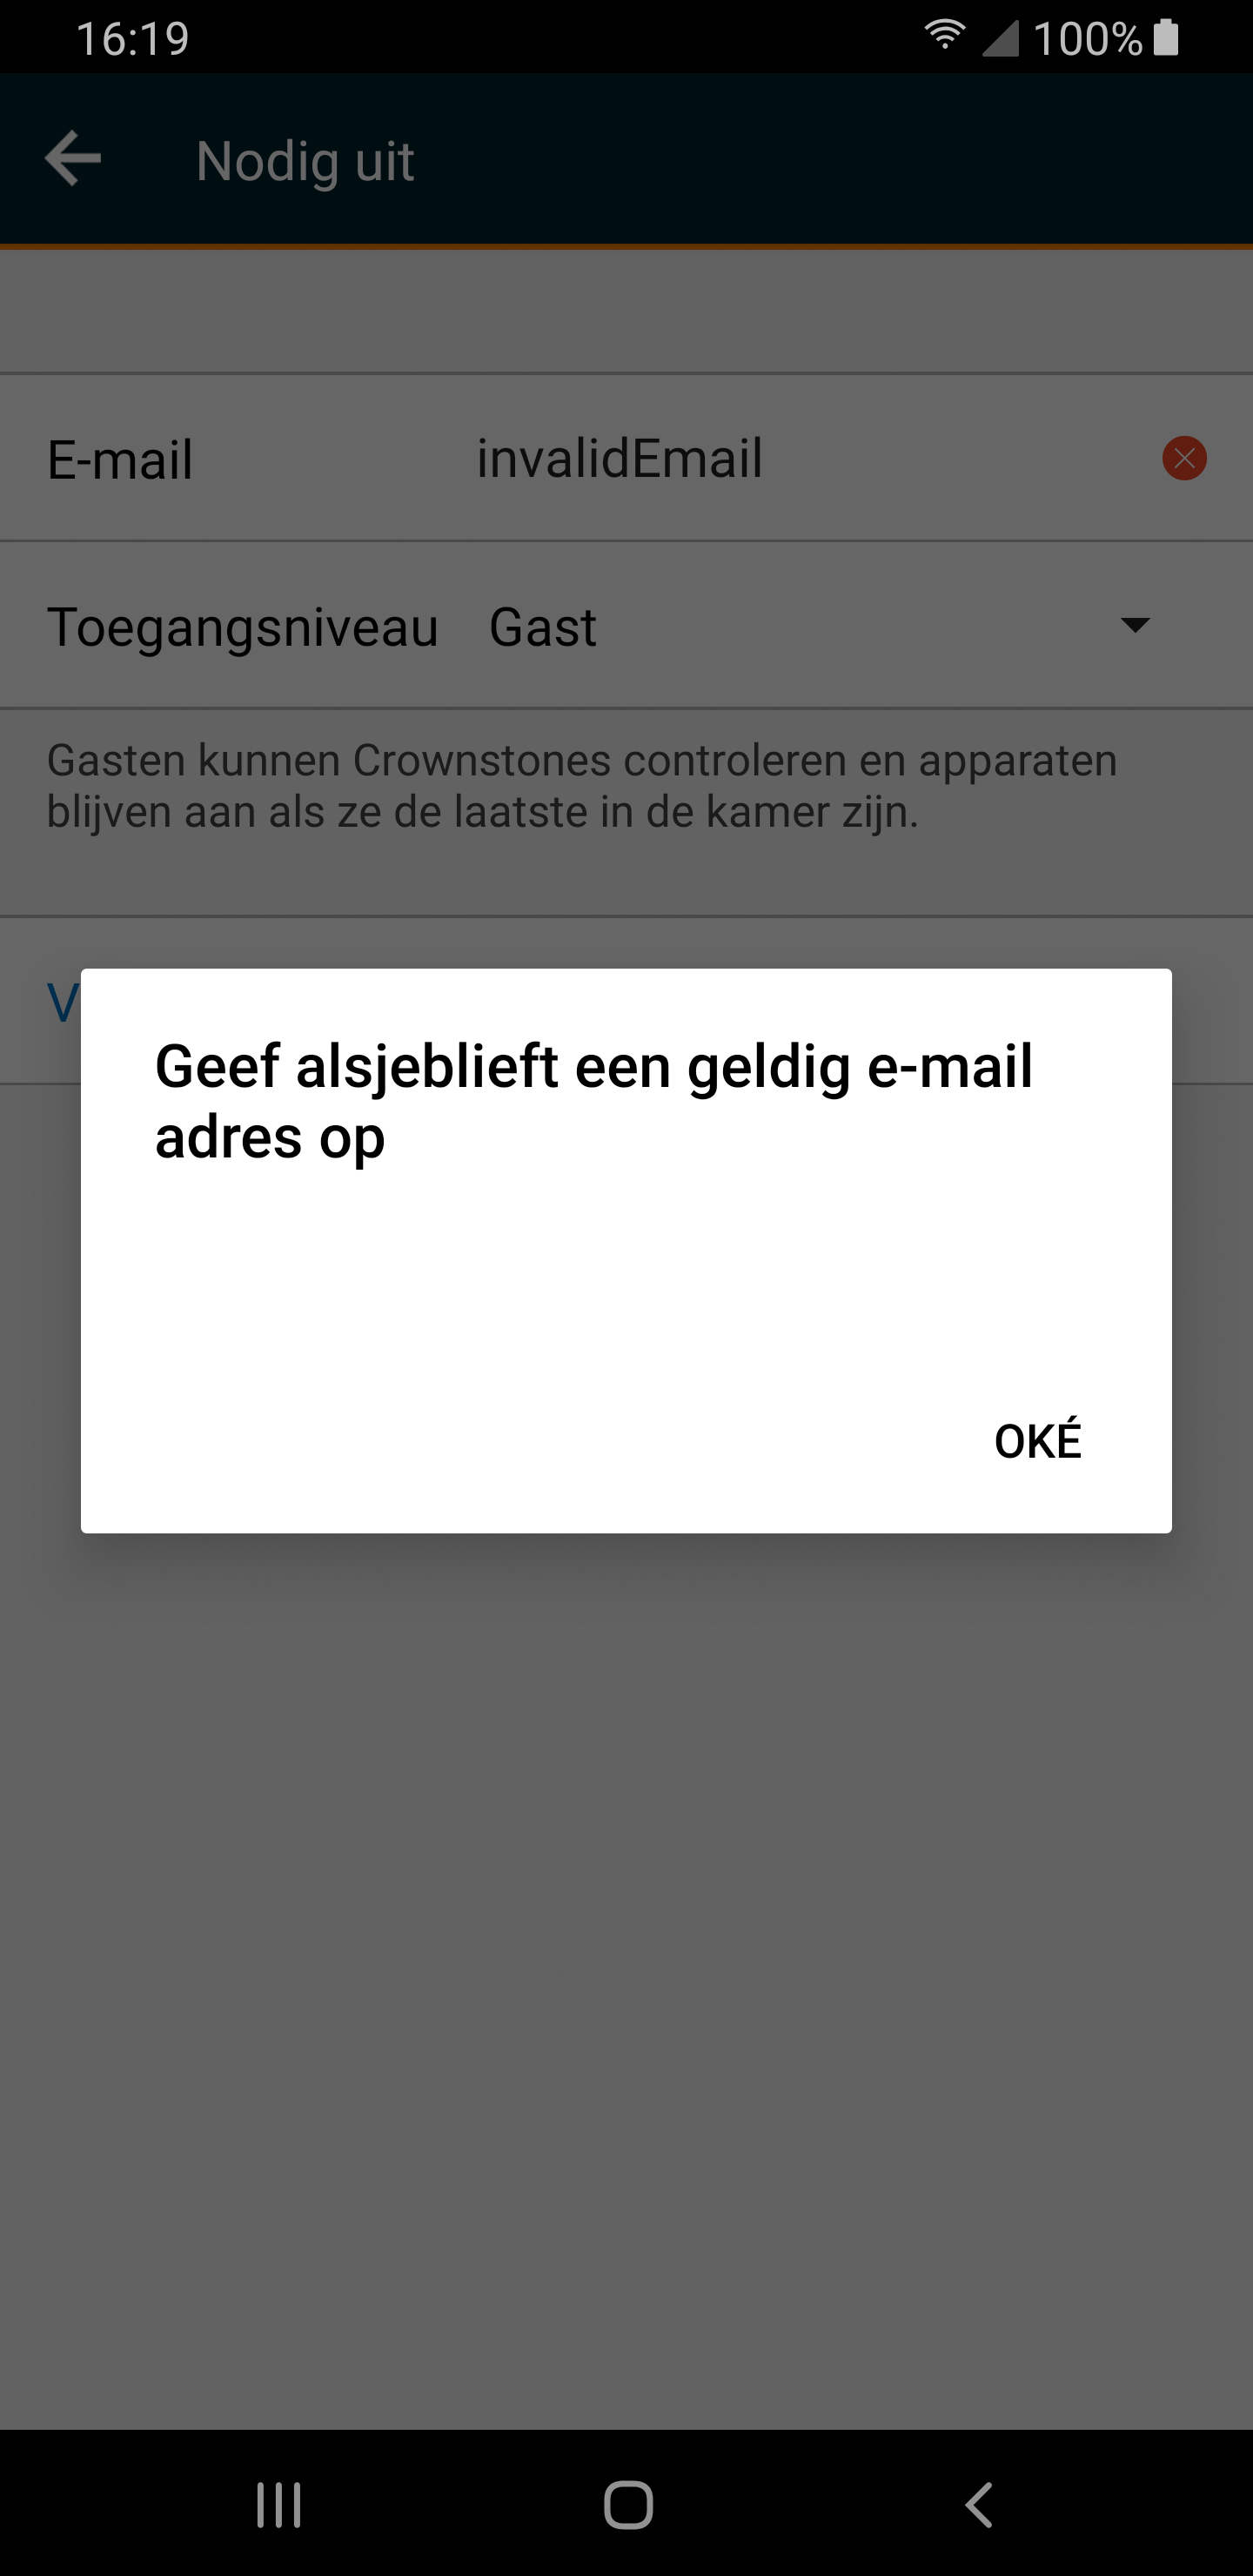 16:19
100%
Nodig uit
E-mail
invalidEmail
Toegangsniveau
Gast
Gasten kunnen Crownstones controleren en apparaten
blijven aan als ze de laatste in de kamer zijn.
Geef alsjeblieft een geldig e-mail
adres op
OKÉ